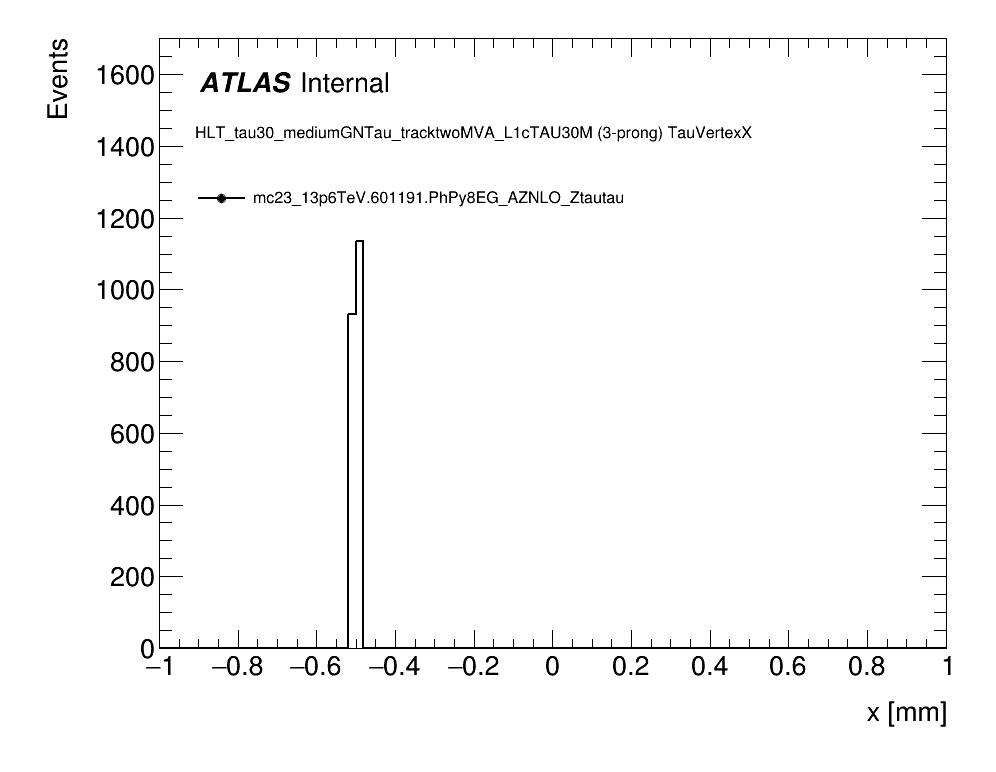 Events
1600
1400
1200
1000
800
600
400
200
0
ATLAS Internal
HLT_tau30_mediumGNTau_tracktwoMVA_L1cTAU30M (3-prong) TauVertexX
mc23_13p6TeV.601191.PhPy8EG_AZNLO_Ztautau
−1 −0.8 −0.6 −0.4 −0.2 0 0.2 0.4 0.6 0.8 1
x [mm]